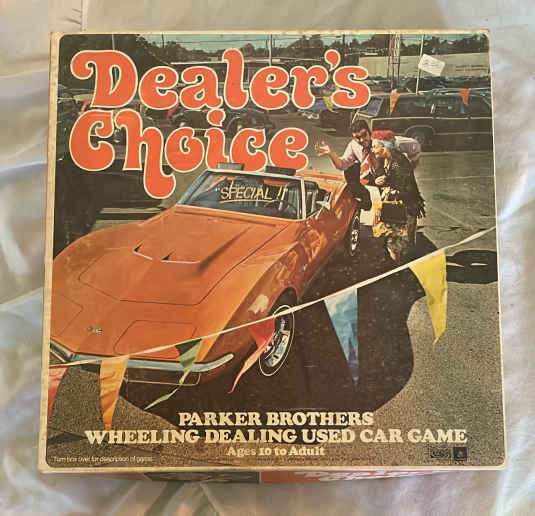 Dealer's
Choice
SPECIAL !!
PARKER BROTHERS
WHEELING DEALING USED CAR GAME
Ages 10 to Adult
Turn box over for description of game.